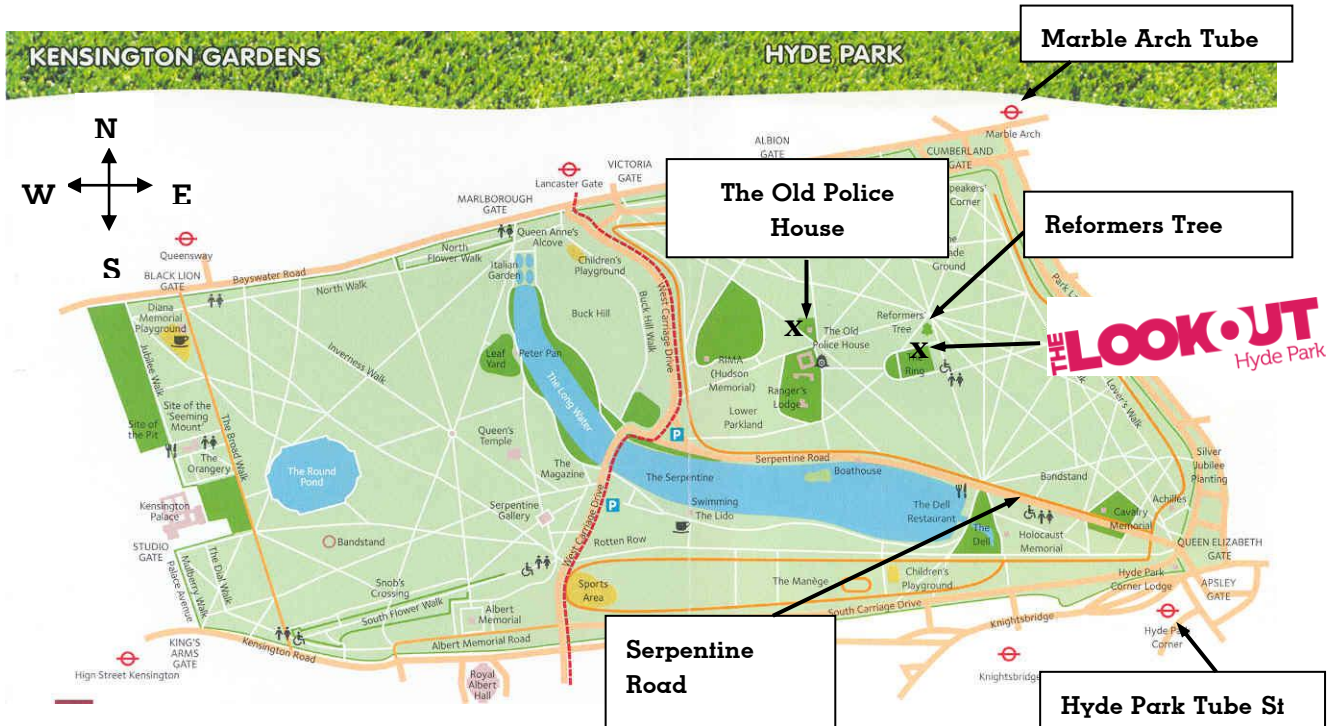 KENSINGTON GARDENS
HYDE PARK
Marble Arch Tube
Marble Arch
N
W
E
S
ALBION
GATE
CUMBERLAND
GATE
VICTORIA
GATE
Lancaster Gate
MARLBOROUGH
GATE
The Old Police
House
Reformers Tree
Corner
Ground
Queensway
BLACK LION
GATE
Bayswater Road
North Walk
North
Flower Walk
Queen Anne's
Alcove
Italian
Garden
Children's
Playground
Buck Hill
Buck Hill Walk
West Carriage Drive
Diana
Memorial
Playground
Jubilee Walk
Inverness Walk
Leaf
Yard
Peter Pan
The Long Water
RIMA
(Hudson
Memorial)
X
The Old
Police House
Ranger's
Lodge
Lower
Parkland
Reformers'
Tree
X
The
Ring
THE LOOKOUT
Hyde Park
Lover's Walk
Site of the
'Seeming
Mount'
Site of
the Pit
The
Orangery
The Broad Walk
The Round
Pond
Kensington
Palace
STUDIO
GATE
Queen's
Temple
The
Magazine
Serpentine
Gallery
Bandstand
P
P
West Carriage Drive
The Serpentine
Serpentine Road
Boathouse
Swimming
The Lido
Rotten Row
The Dell
Restaurant
The
Dell
Bandstand
Silver
Jubilee
Planting
Achilles
Cavalry
Memorial
Holocaust
Memorial
QUEEN ELIZABETH
GATE
Hyde Park
Corner Lodge
APSLEY
GATE
Palace Avenue
Mulberry Walk
The Dial Walk
Snob's
Crossing
South Flower Walk
Albert
Memorial
Sports
Area
The Manège
Children's
Playground
South Carriage Drive
Knightsbridge
KING'S
ARMS
GATE
Kensington Road
Albert Memorial Road
Royal
Albert
Hall
High Street Kensington
Serpentine
Road
Knightsbridge
Hyde Park
Corner
Hyde Park Tube St